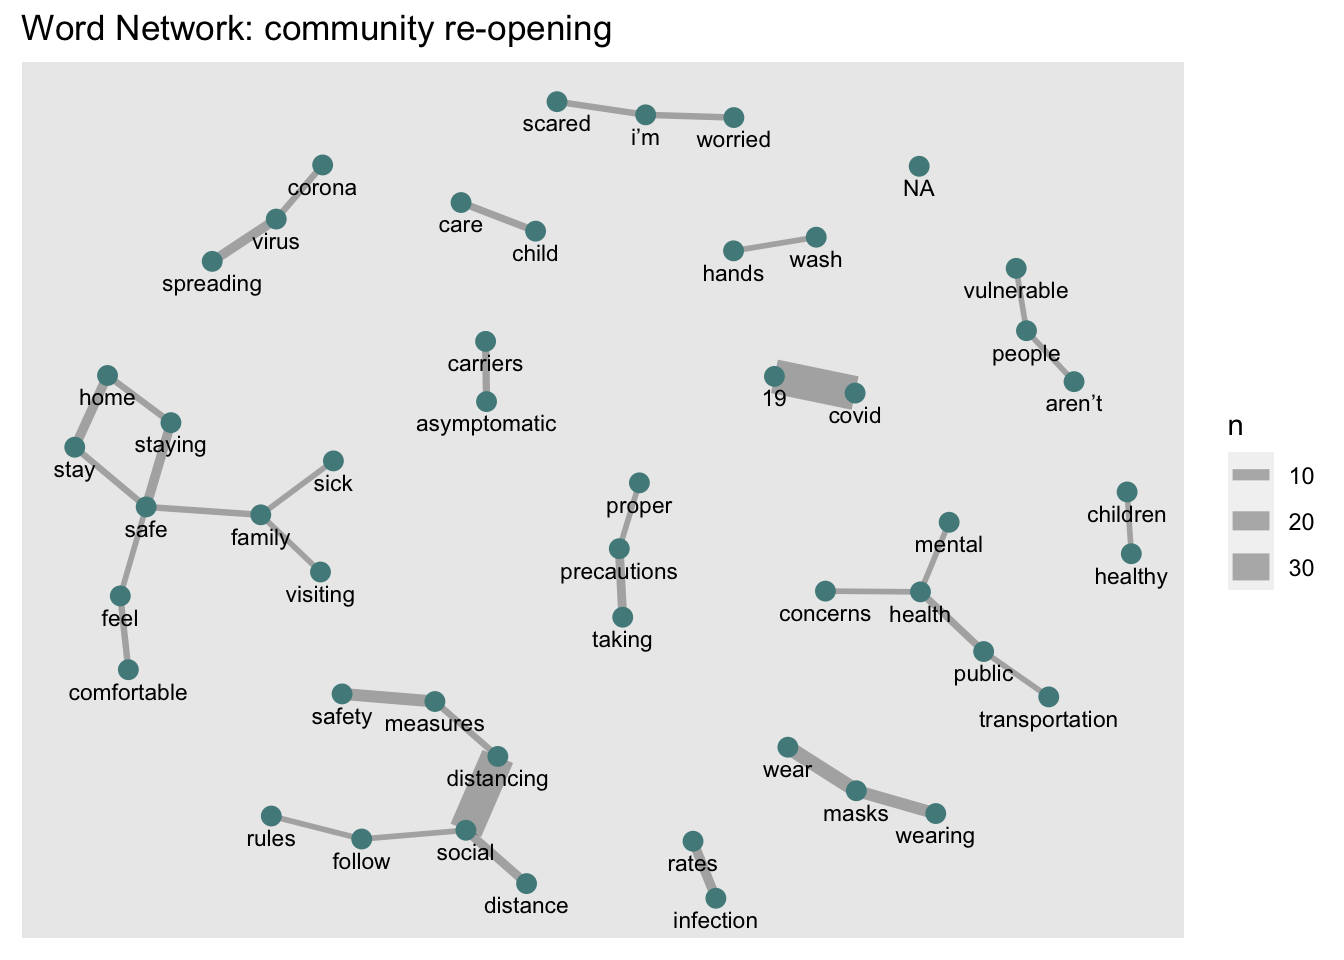 Word Network: community re-opening
scared
i’m
worried
corona
NA
care
virus
child
wash
hands
spreading
vulnerable
people
carriers
home
19
aren’t
covid
asymptomatic
staying
stay
sick
n
10
20
30
proper
children
safe
family
mental
precautions
healthy
visiting
concerns
health
feel
taking
public
comfortable
safety
measures
transportation
distancing
wear
masks
wearing
rules
follow
social
rates
distance
infection